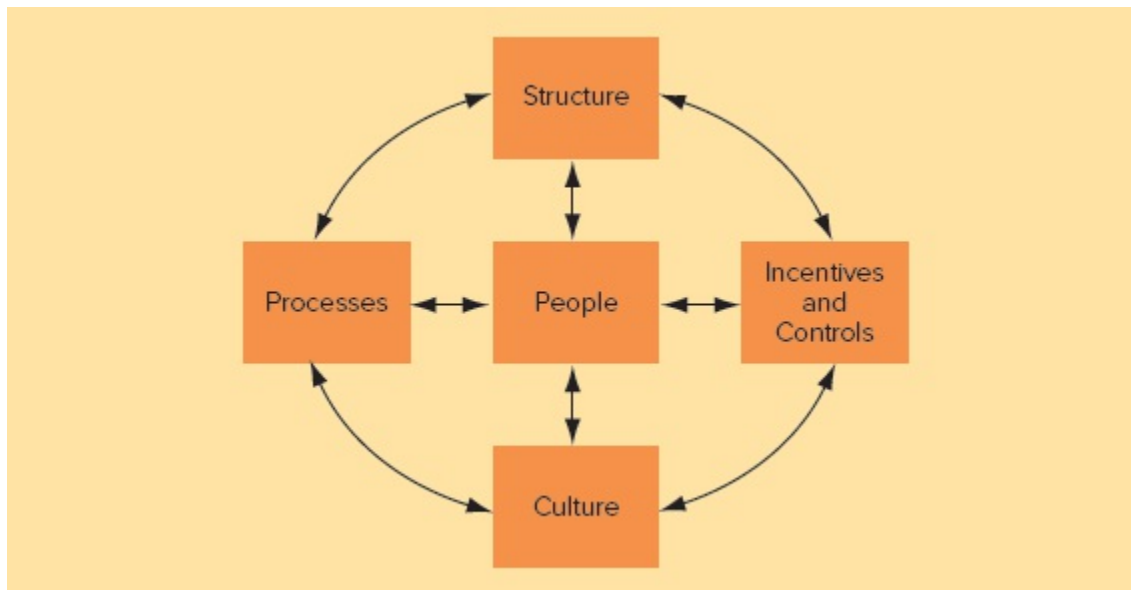 Structure
Processes
People
Incentives
and
Controls
Culture